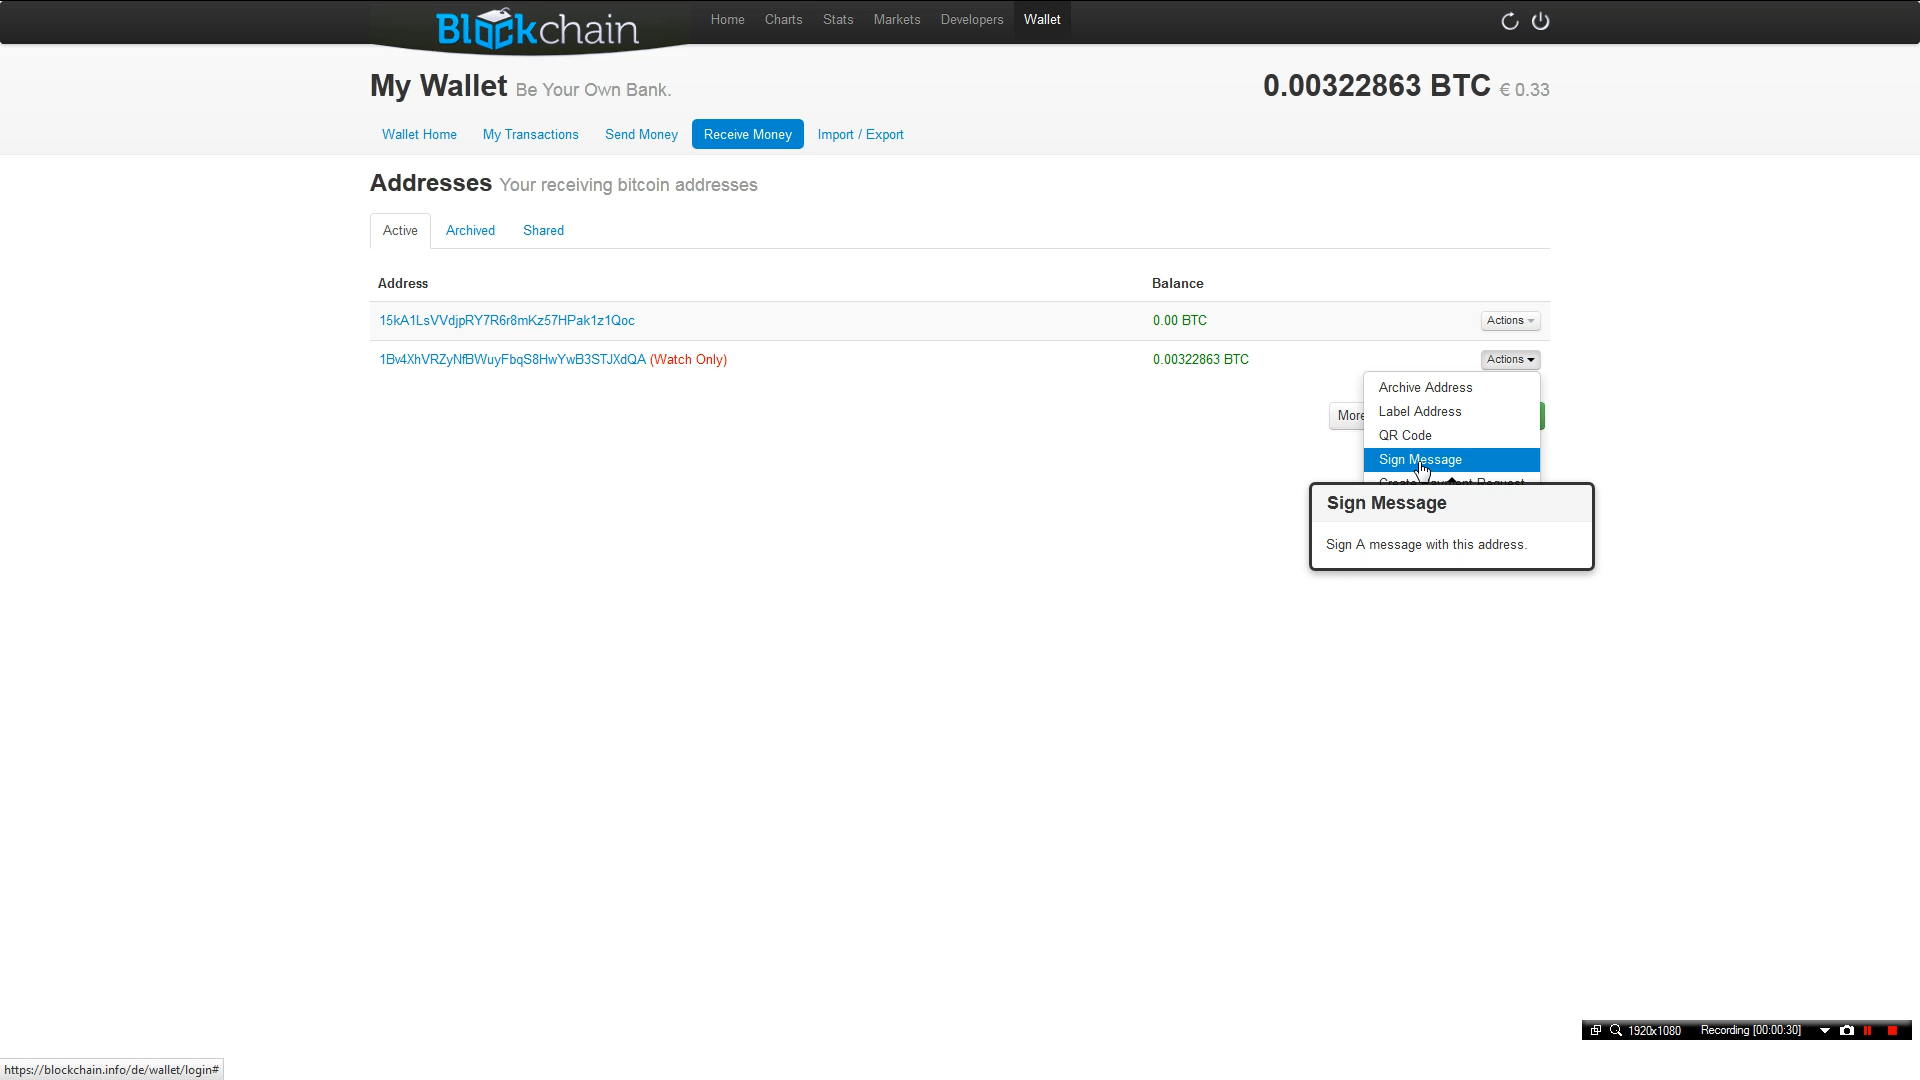 Blockchain
Home Charts Stats Markets Developers Wallet
My Wallet Be Your Own Bank.
0.00322863 BTC € 0.33
Wallet Home My Transactions Send Money Receive Money Import / Export
Addresses Your receiving bitcoin addresses
Active Archived Shared
Address Balance
15kA1LsVVdjpRY7R6r8mKz57HPak1z1Qoc 0.00 BTC Actions
1Bv4XhVRZyNfBWuyFbqS8HwYwB3STJXdQA (Watch Only) 0.00322863 BTC Actions
Archive Address
More
Label Address
QR Code
Sign Message
Create Payment Request
Sign Message
Sign A message with this address.
1920x1080 Recording [00:00:30]
https://blockchain.info/de/wallet/login#